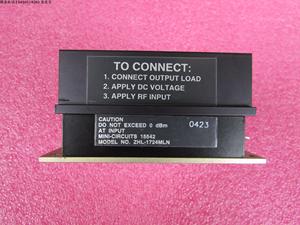 TO CONNECT:
1. CONNECT OUTPUT LOAD
2. APPLY DC VOLTAGE
3. APPLY RF INPUT
CAUTION
DO NOT EXCEED 0 dBm
AT INPUT
MINI-CIRCUITS 15542
MODEL NO. ZHL-1724MLN
0423